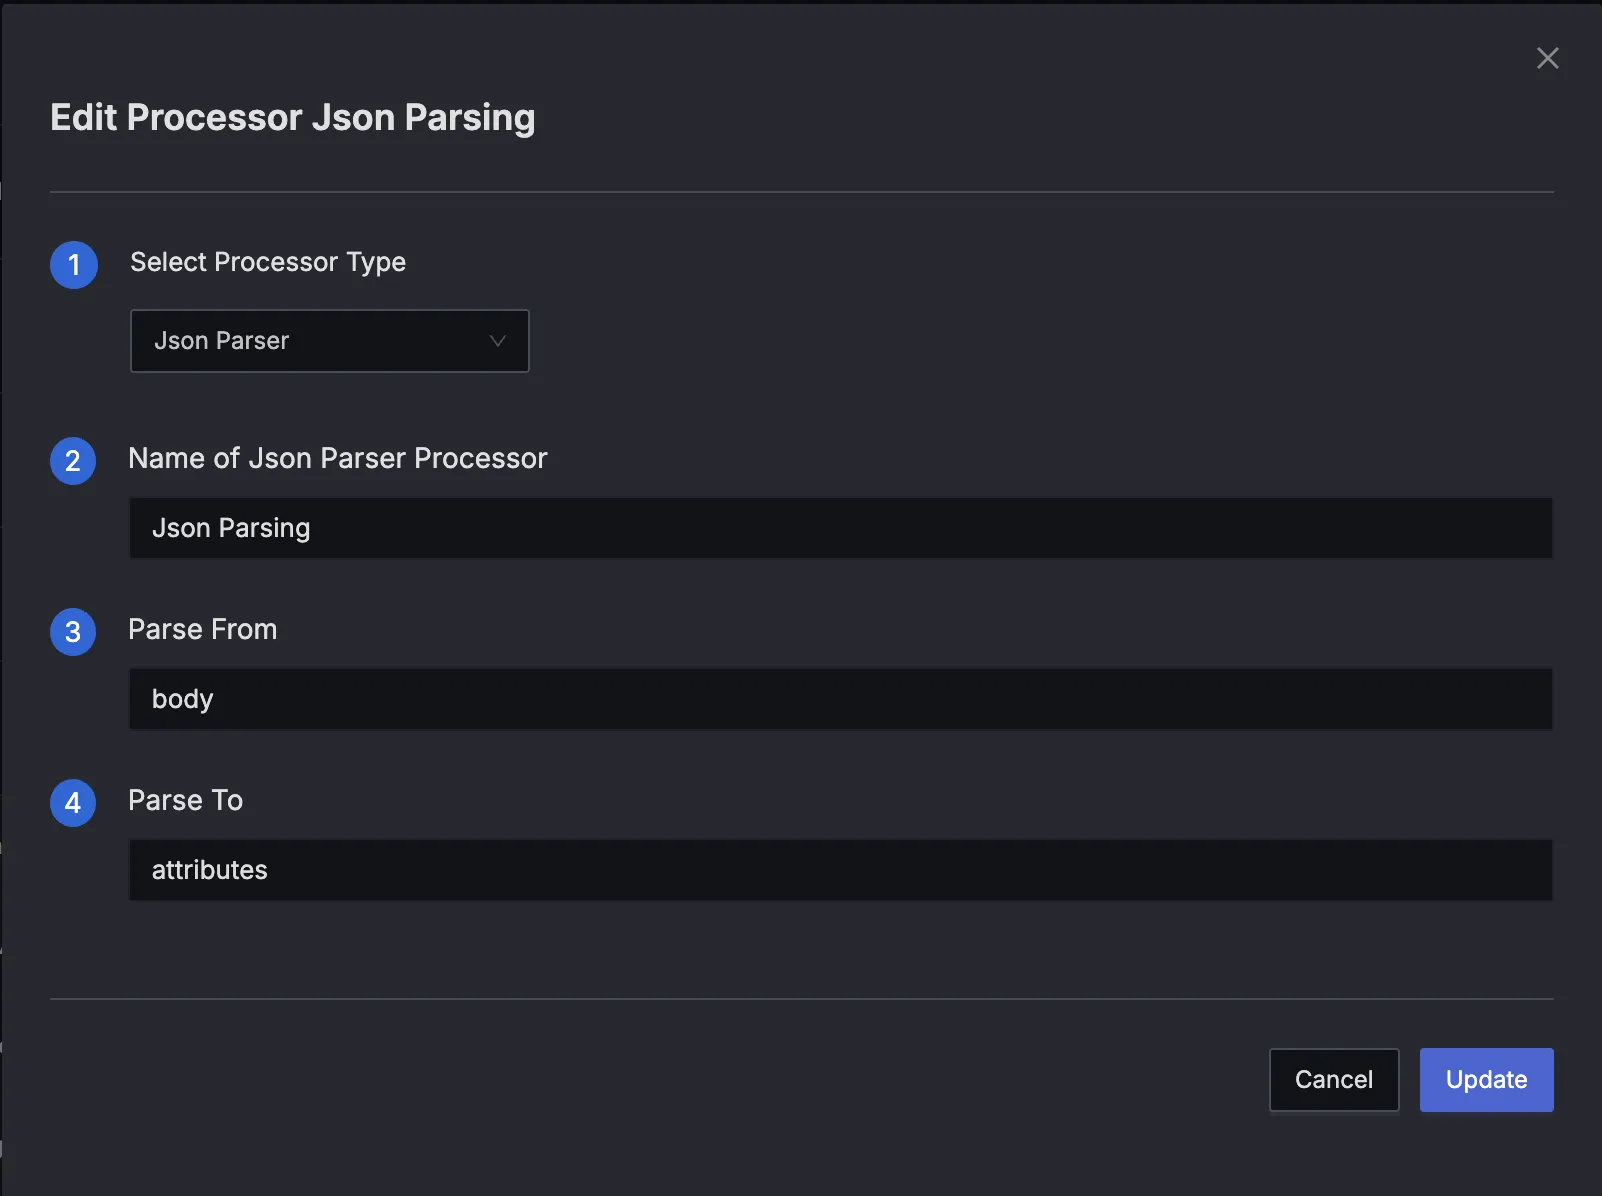 Edit Processor Json Parsing
1 Select Processor Type
Json Parser
2 Name of Json Parser Processor
Json Parsing
3 Parse From
body
4 Parse To
attributes
Cancel Update